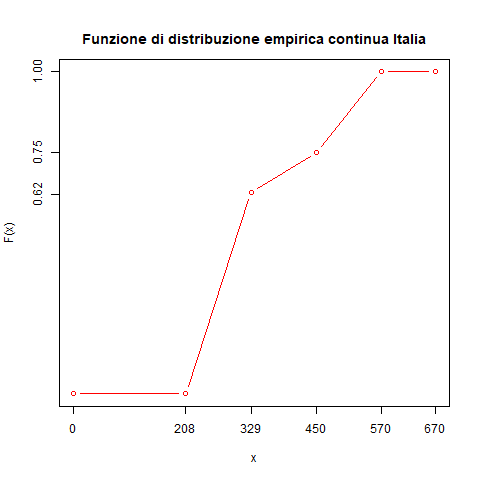 Funzione di distribuzione empirica continua Italia
1.00
0.75
0.62
F(x)
0 208 329 450 570 670
x